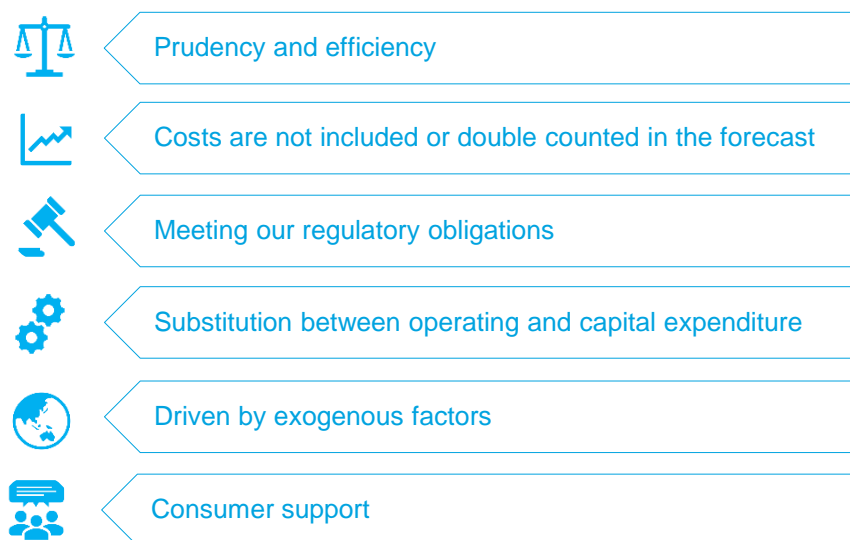 Prudency and efficiency
Costs are not included or double counted in the forecast
Meeting our regulatory obligations
Substitution between operating and capital expenditure
Driven by exogenous factors
Consumer support